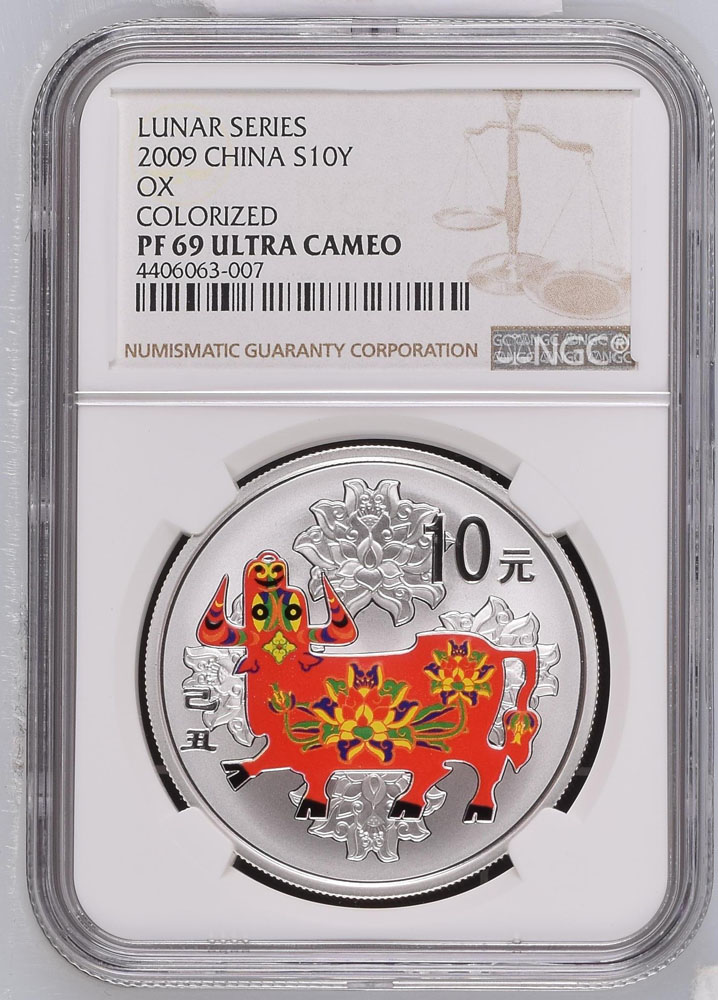 LUNAR SERIES
2009 CHINA S10Y
OX
COLORIZED
PF 69 ULTRA CAMEO
4406063-007
NUMISMATIC GUARANTY CORPORATION
NGC®
10元
己丑